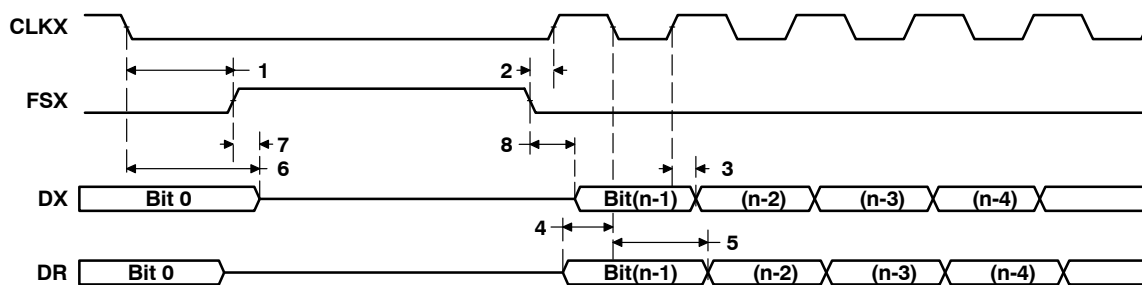 CLKX
1
2
FSX
7
8
6
3
DX
Bit 0
Bit(n-1)
(n-2)
(n-3)
(n-4)
4
5
DR
Bit 0
Bit(n-1)
(n-2)
(n-3)
(n-4)